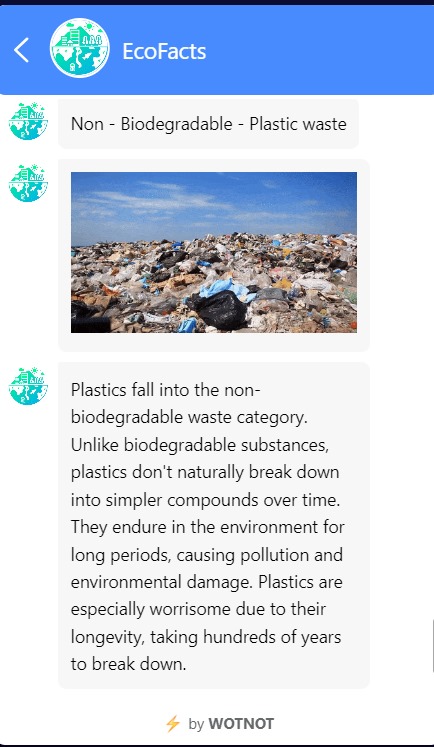 EcoFacts
Non - Biodegradable - Plastic waste
Plastics fall into the non-
biodegradable waste category.
Unlike biodegradable substances,
plastics don't naturally break down
into simpler compounds over time.
They endure in the environment for
long periods, causing pollution and
environmental damage. Plastics are
especially worrisome due to their
longevity, taking hundreds of years
to break down.
⚡ by WOTNOT